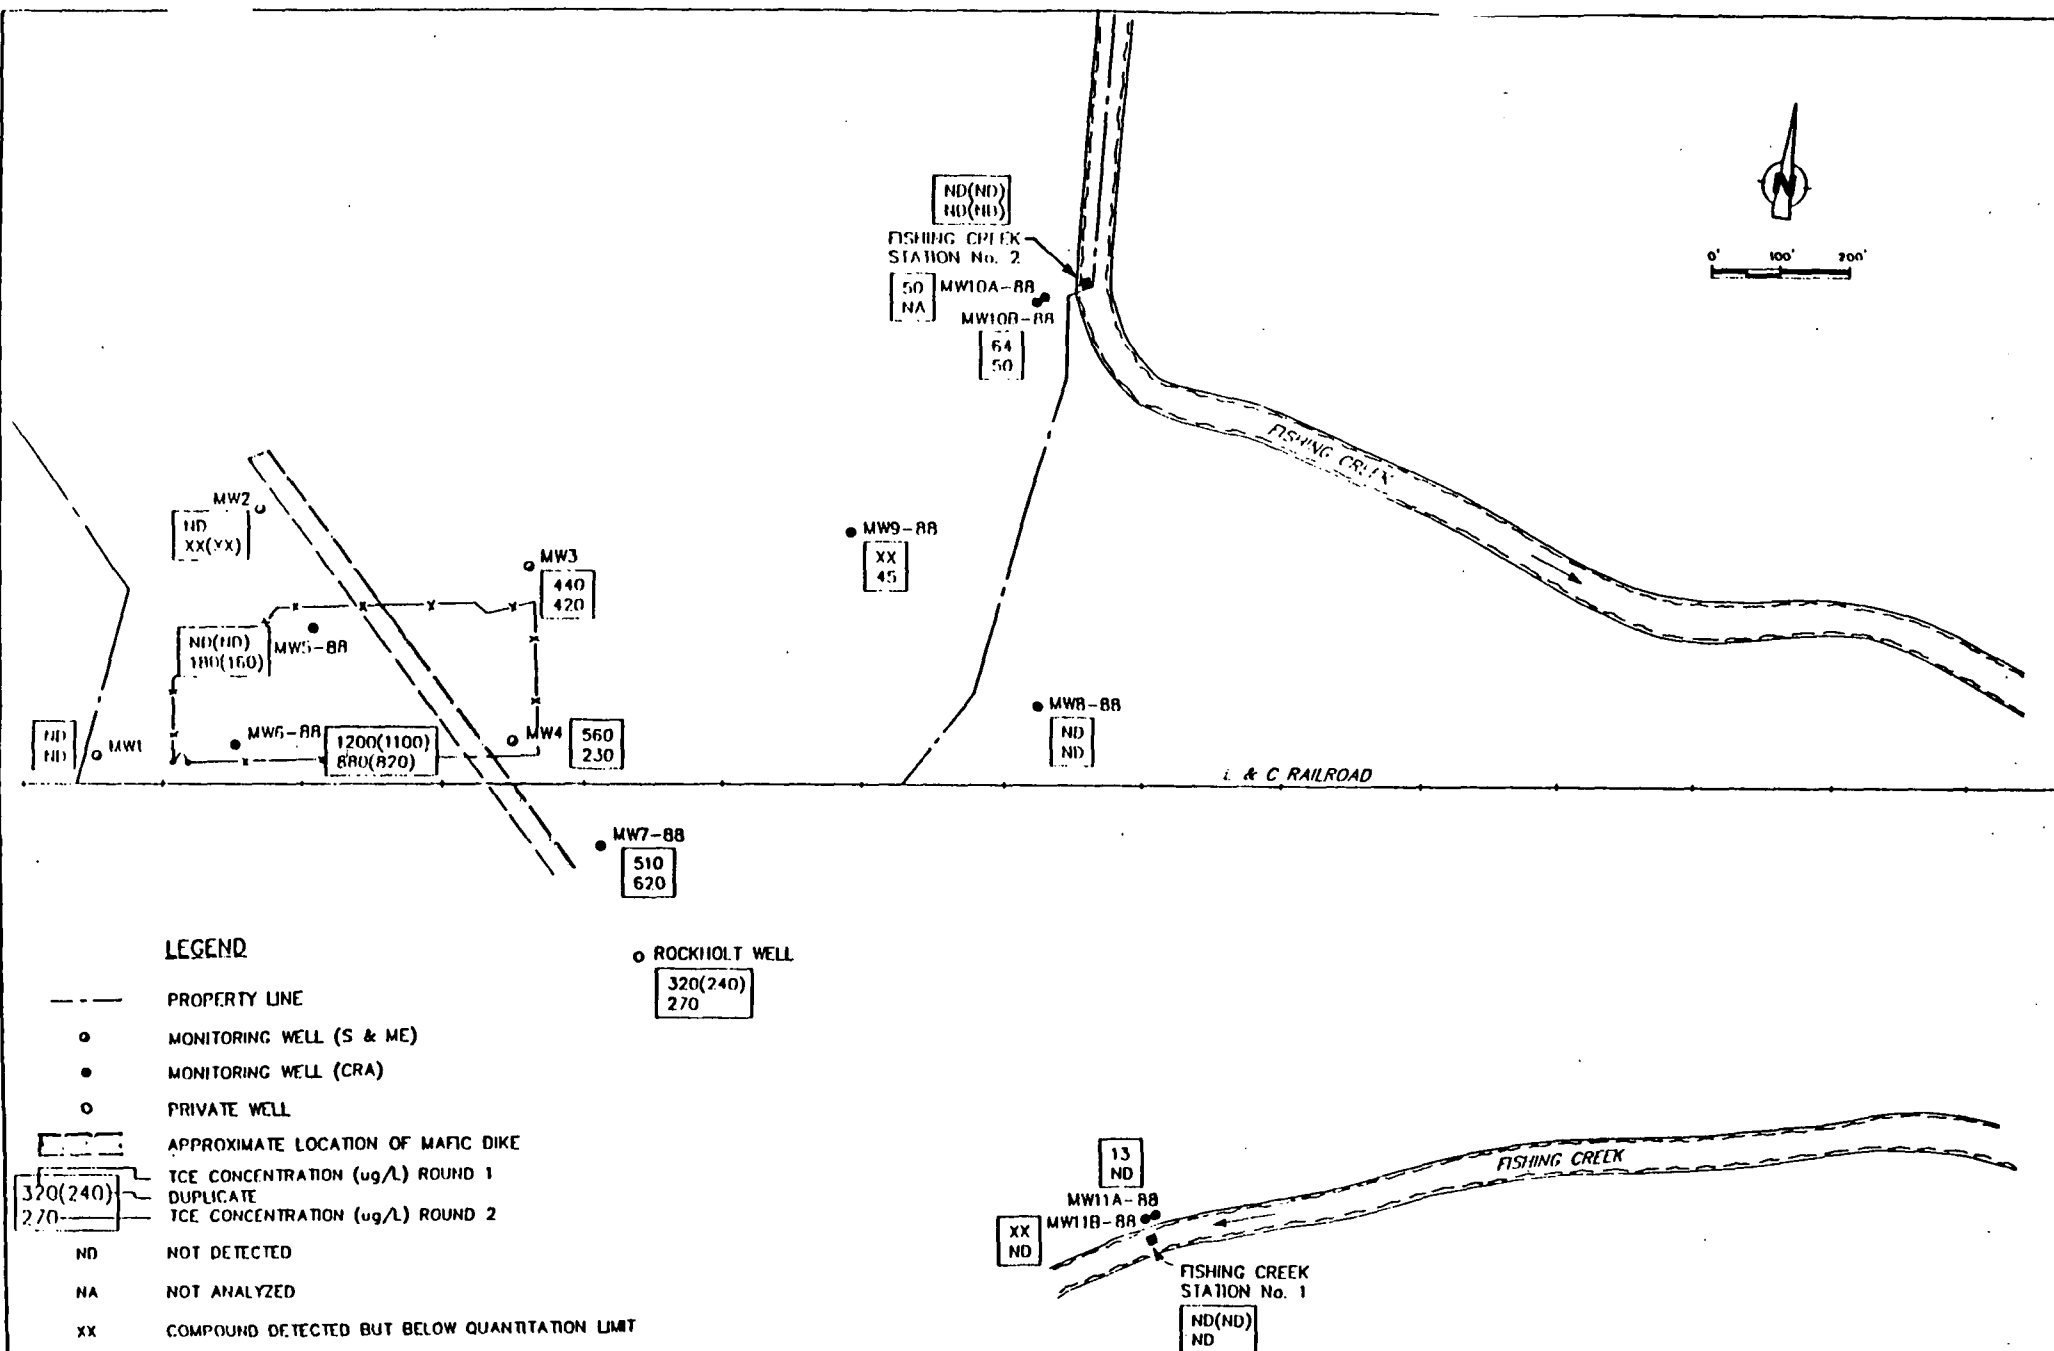 N
0' 100' 200'
ND(ND)
ND(ND)
FISHING CREEK
STATION No. 2
50
NA
MW10A-88
MW10B-88
64
50
FISHING CREEK
MW2
ND
XX(XX)
MW3
440
420
MW9-88
XX
45
ND(ND)
180(160)
MW5-88
ND
ND
MW1
MW6-88
1200(1100)
880(820)
MW4
560
230
MW8-88
ND
ND
L & C RAILROAD
MW7-88
510
620
ROCKHOLT WELL
320(240)
270
LEGEND
PROPERTY LINE
MONITORING WELL (S & ME)
MONITORING WELL (CRA)
PRIVATE WELL
APPROXIMATE LOCATION OF MAFIC DIKE
320(240)
270
TCE CONCENTRATION (ug/L) ROUND 1
DUPLICATE
TCE CONCENTRATION (ug/L) ROUND 2
ND NOT DETECTED
NA NOT ANALYZED
XX COMPOUND DETECTED BUT BELOW QUANTITATION LIMIT
13
ND
MW11A-88
XX
ND
MW11B-88
FISHING CREEK
FISHING CREEK
STATION No. 1
ND(ND)
ND